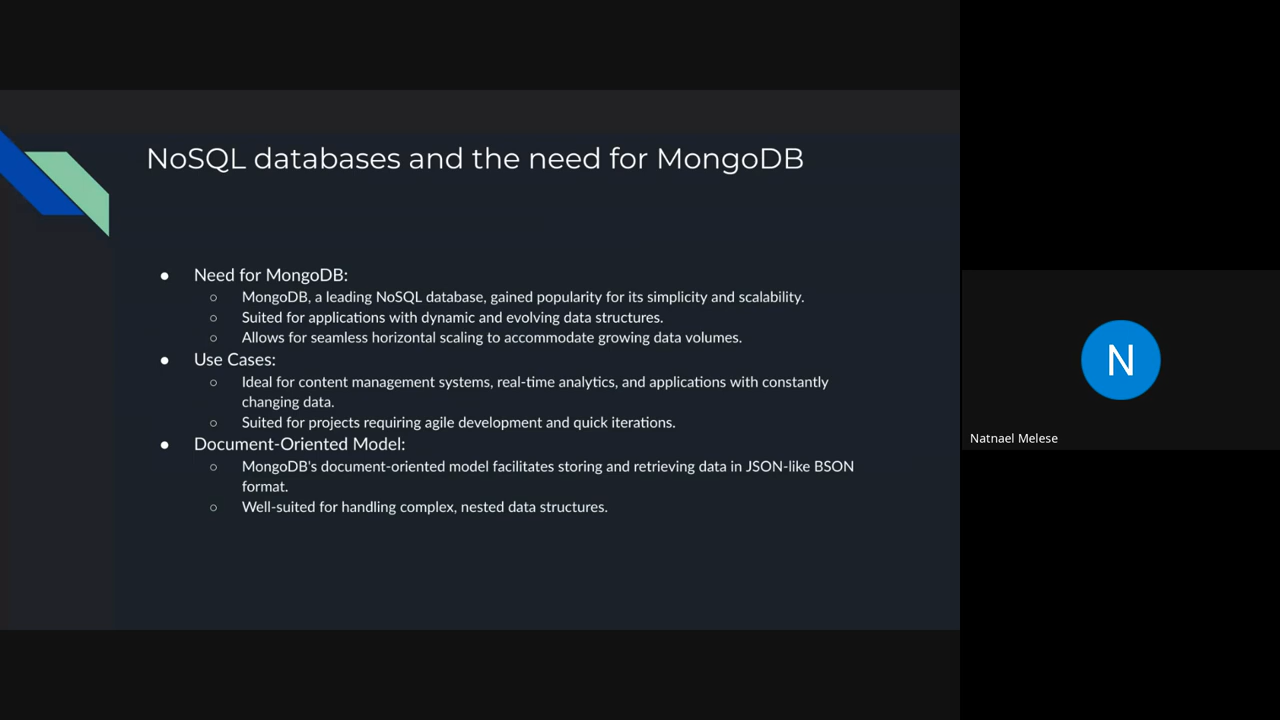 NoSQL databases and the need for MongoDB
● Need for MongoDB:
○ MongoDB, a leading NoSQL database, gained popularity for its simplicity and scalability.
○ Suited for applications with dynamic and evolving data structures.
○ Allows for seamless horizontal scaling to accommodate growing data volumes.
● Use Cases:
○ Ideal for content management systems, real-time analytics, and applications with constantly
changing data.
○ Suited for projects requiring agile development and quick iterations.
● Document-Oriented Model:
○ MongoDB's document-oriented model facilitates storing and retrieving data in JSON-like BSON
format.
○ Well-suited for handling complex, nested data structures.
N
Natnael Melese